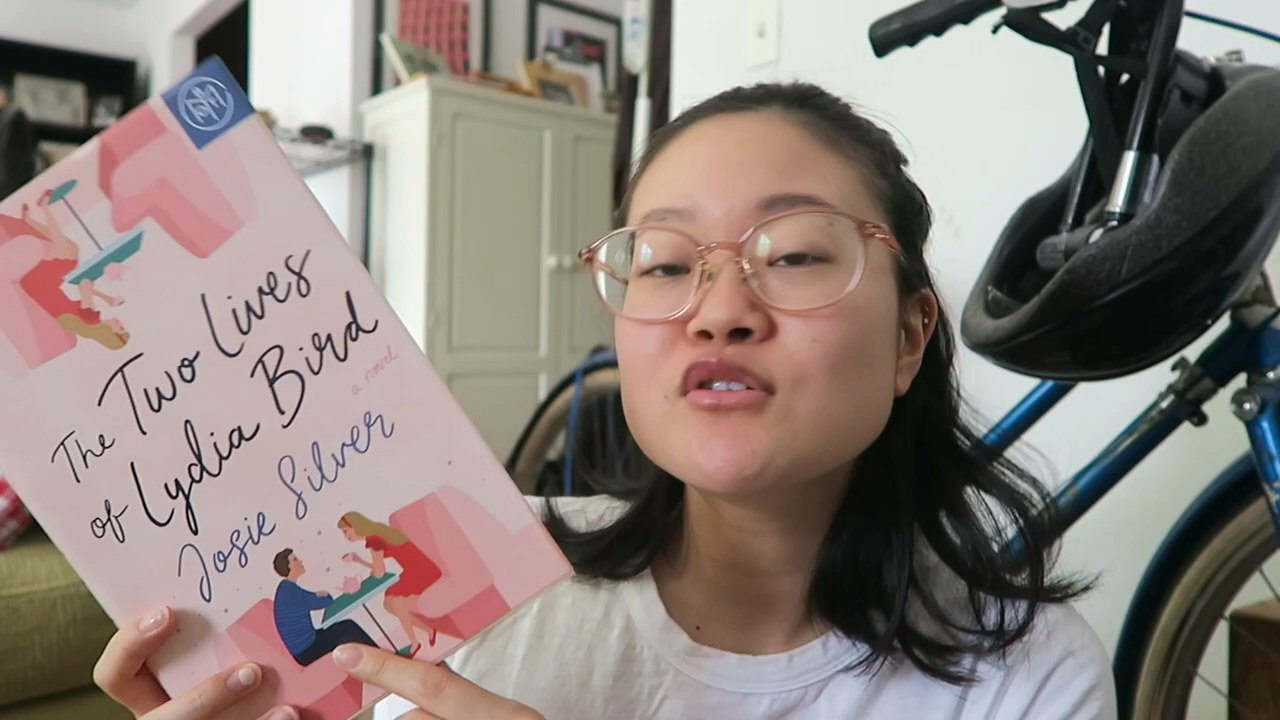 The Two Lives
of Lydia Bird
a novel
Josie Silver